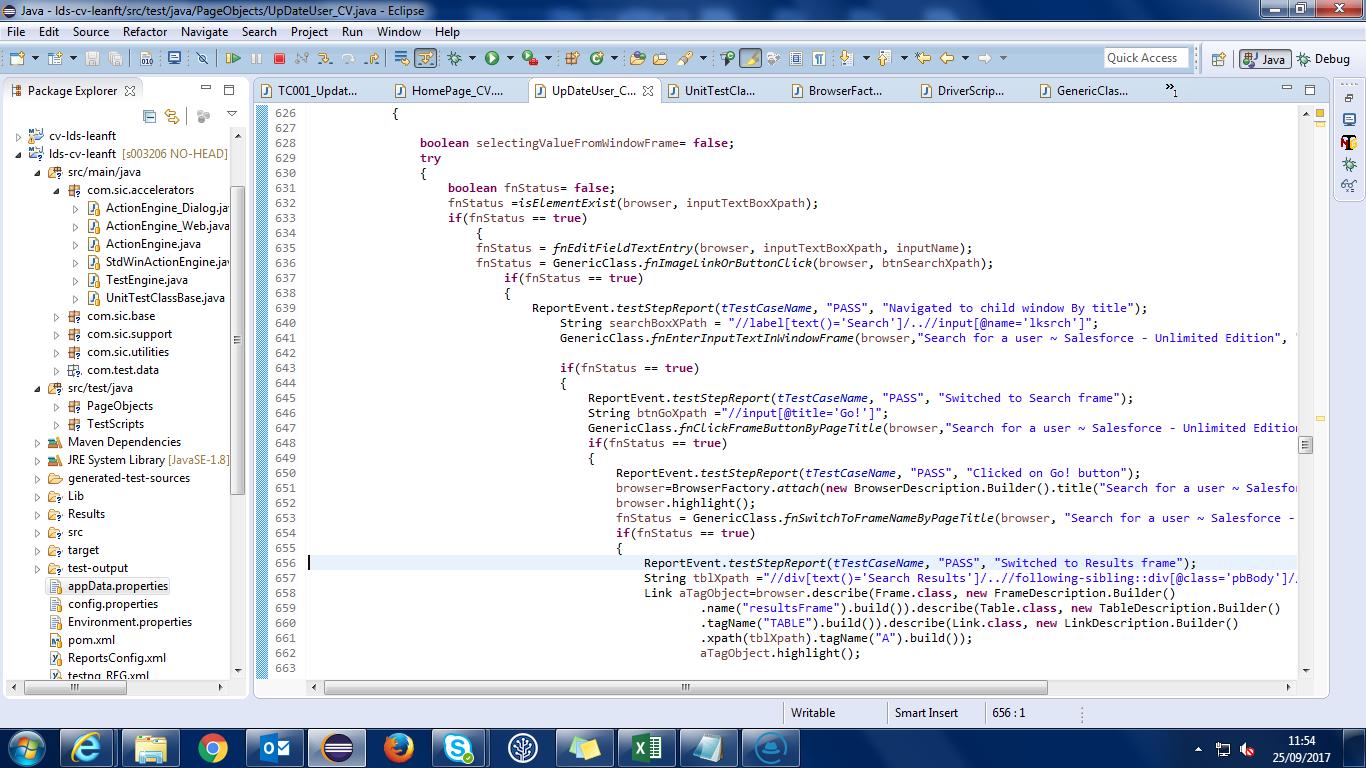 Java - lds-cv-leanft/src/test/java/PageObjects/UpDateUser_CV.java - Eclipse
File Edit Source Refactor Navigate Search Project Run Window Help
Quick Access Java Debug
Package Explorer
TC001_Updat... HomePage_CV.... UpDateUser_C... UnitTestCla... BrowserFact... DriverScrip... GenericClas... »1
cv-lds-leanft
lds-cv-leanft [s003206 NO-HEAD]
src/main/java
com.sic.accelerators
ActionEngine_Dialog.ja
ActionEngine_Web.java
ActionEngine.java
StdWinActionEngine.jav
TestEngine.java
UnitTestClassBase.java
com.sic.base
com.sic.support
com.sic.utilities
com.test.data
src/test/java
PageObjects
TestScripts
Maven Dependencies
JRE System Library [JavaSE-1.8]
generated-test-sources
Lib
Results
src
target
test-output
appData.properties
config.properties
Environment.properties
pom.xml
ReportsConfig.xml
testng_REG.xml
626 {
627
628 boolean selectingValueFromWindowFrame= false;
629 try
630 {
631 boolean fnStatus= false;
632 fnStatus =isElementExist(browser, inputTextBoxXpath);
633 if(fnStatus == true)
634 {
635 fnStatus = fnEditFieldTextEntry(browser, inputTextBoxXpath, inputName);
636 fnStatus = GenericClass.fnImageLinkOrButtonClick(browser, btnSearchXpath);
637 if(fnStatus == true)
638 {
639 ReportEvent.testStepReport(tTestCaseName, "PASS", "Navigated to child window By title");
640 String searchBoxXPath = "//label[text()='Search']/..//input[@name='lksrch']";
641 GenericClass.fnEnterInputTextInWindowFrame(browser,"Search for a user ~ Salesforce - Unlimited Edition", "
642
643 if(fnStatus == true)
644 {
645 ReportEvent.testStepReport(tTestCaseName, "PASS", "Switched to Search frame");
646 String btnGoXpath ="//input[@title='Go!']";
647 GenericClass.fnClickFrameButtonByPageTitle(browser,"Search for a user ~ Salesforce - Unlimited Edition
648 if(fnStatus == true)
649 {
650 ReportEvent.testStepReport(tTestCaseName, "PASS", "Clicked on Go! button");
651 browser=BrowserFactory.attach(new BrowserDescription.Builder().title("Search for a user ~ Salesfor
652 browser.highlight();
653 fnStatus = GenericClass.fnSwitchToFrameNameByPageTitle(browser, "Search for a user ~ Salesforce -
654 if(fnStatus == true)
655 {
656 ReportEvent.testStepReport(tTestCaseName, "PASS", "Switched to Results frame");
657 String tblXpath ="//div[text()='Search Results']/..//following-sibling::div[@class='pbBody']/
658 Link aTagObject=browser.describe(Frame.class, new FrameDescription.Builder()
659 .name("resultsFrame").build()).describe(Table.class, new TableDescription.Builder()
660 .tagName("TABLE").build()).describe(Link.class, new LinkDescription.Builder()
661 .xpath(tblXpath).tagName("A").build());
662 aTagObject.highlight();
663
Writable Smart Insert 656 : 1
11:54
25/09/2017